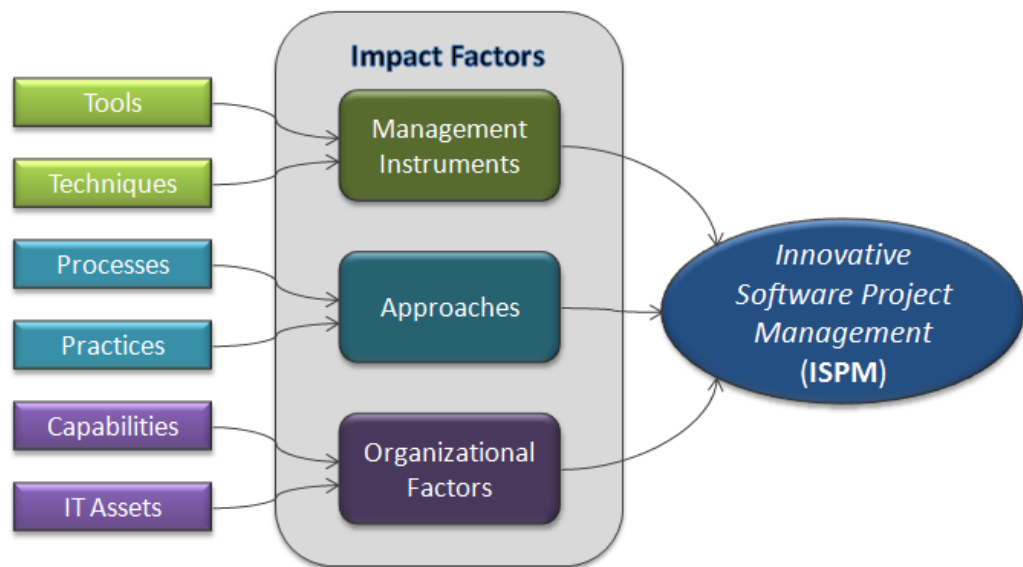 Impact Factors
Tools
Techniques
Processes
Practices
Capabilities
IT Assets
Management
Instruments
Approaches
Organizational
Factors
Innovative
Software Project
Management
(ISPM)